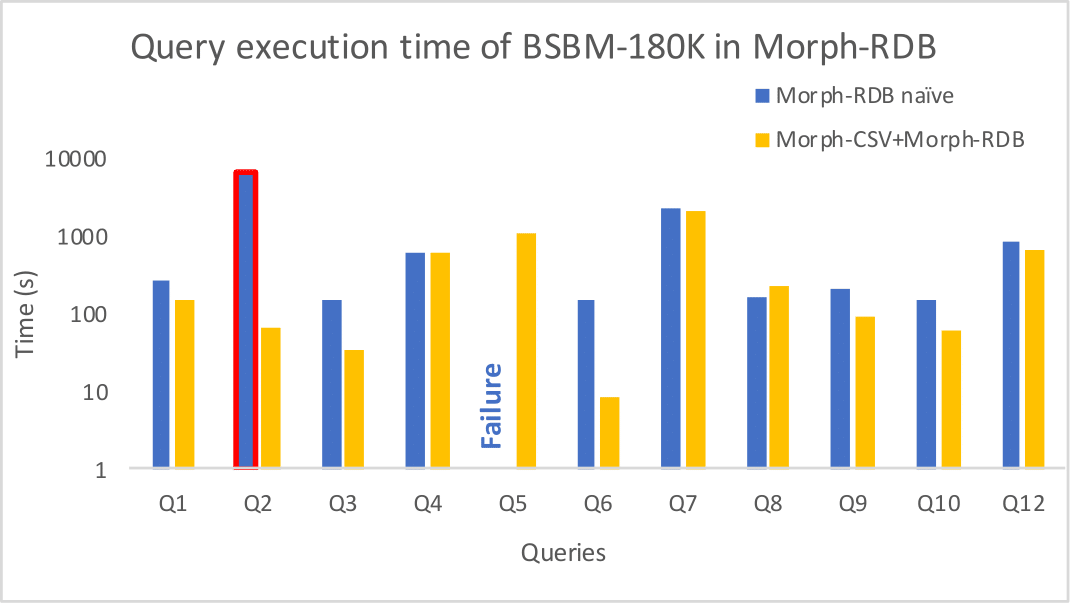 Query execution time of BSBM-180K in Morph-RDB
Morph-RDB naïve
Morph-CSV+Morph-RDB
Time (s)
10000
1000
100
10
1
Failure
Q1 Q2 Q3 Q4 Q5 Q6 Q7 Q8 Q9 Q10 Q12
Queries